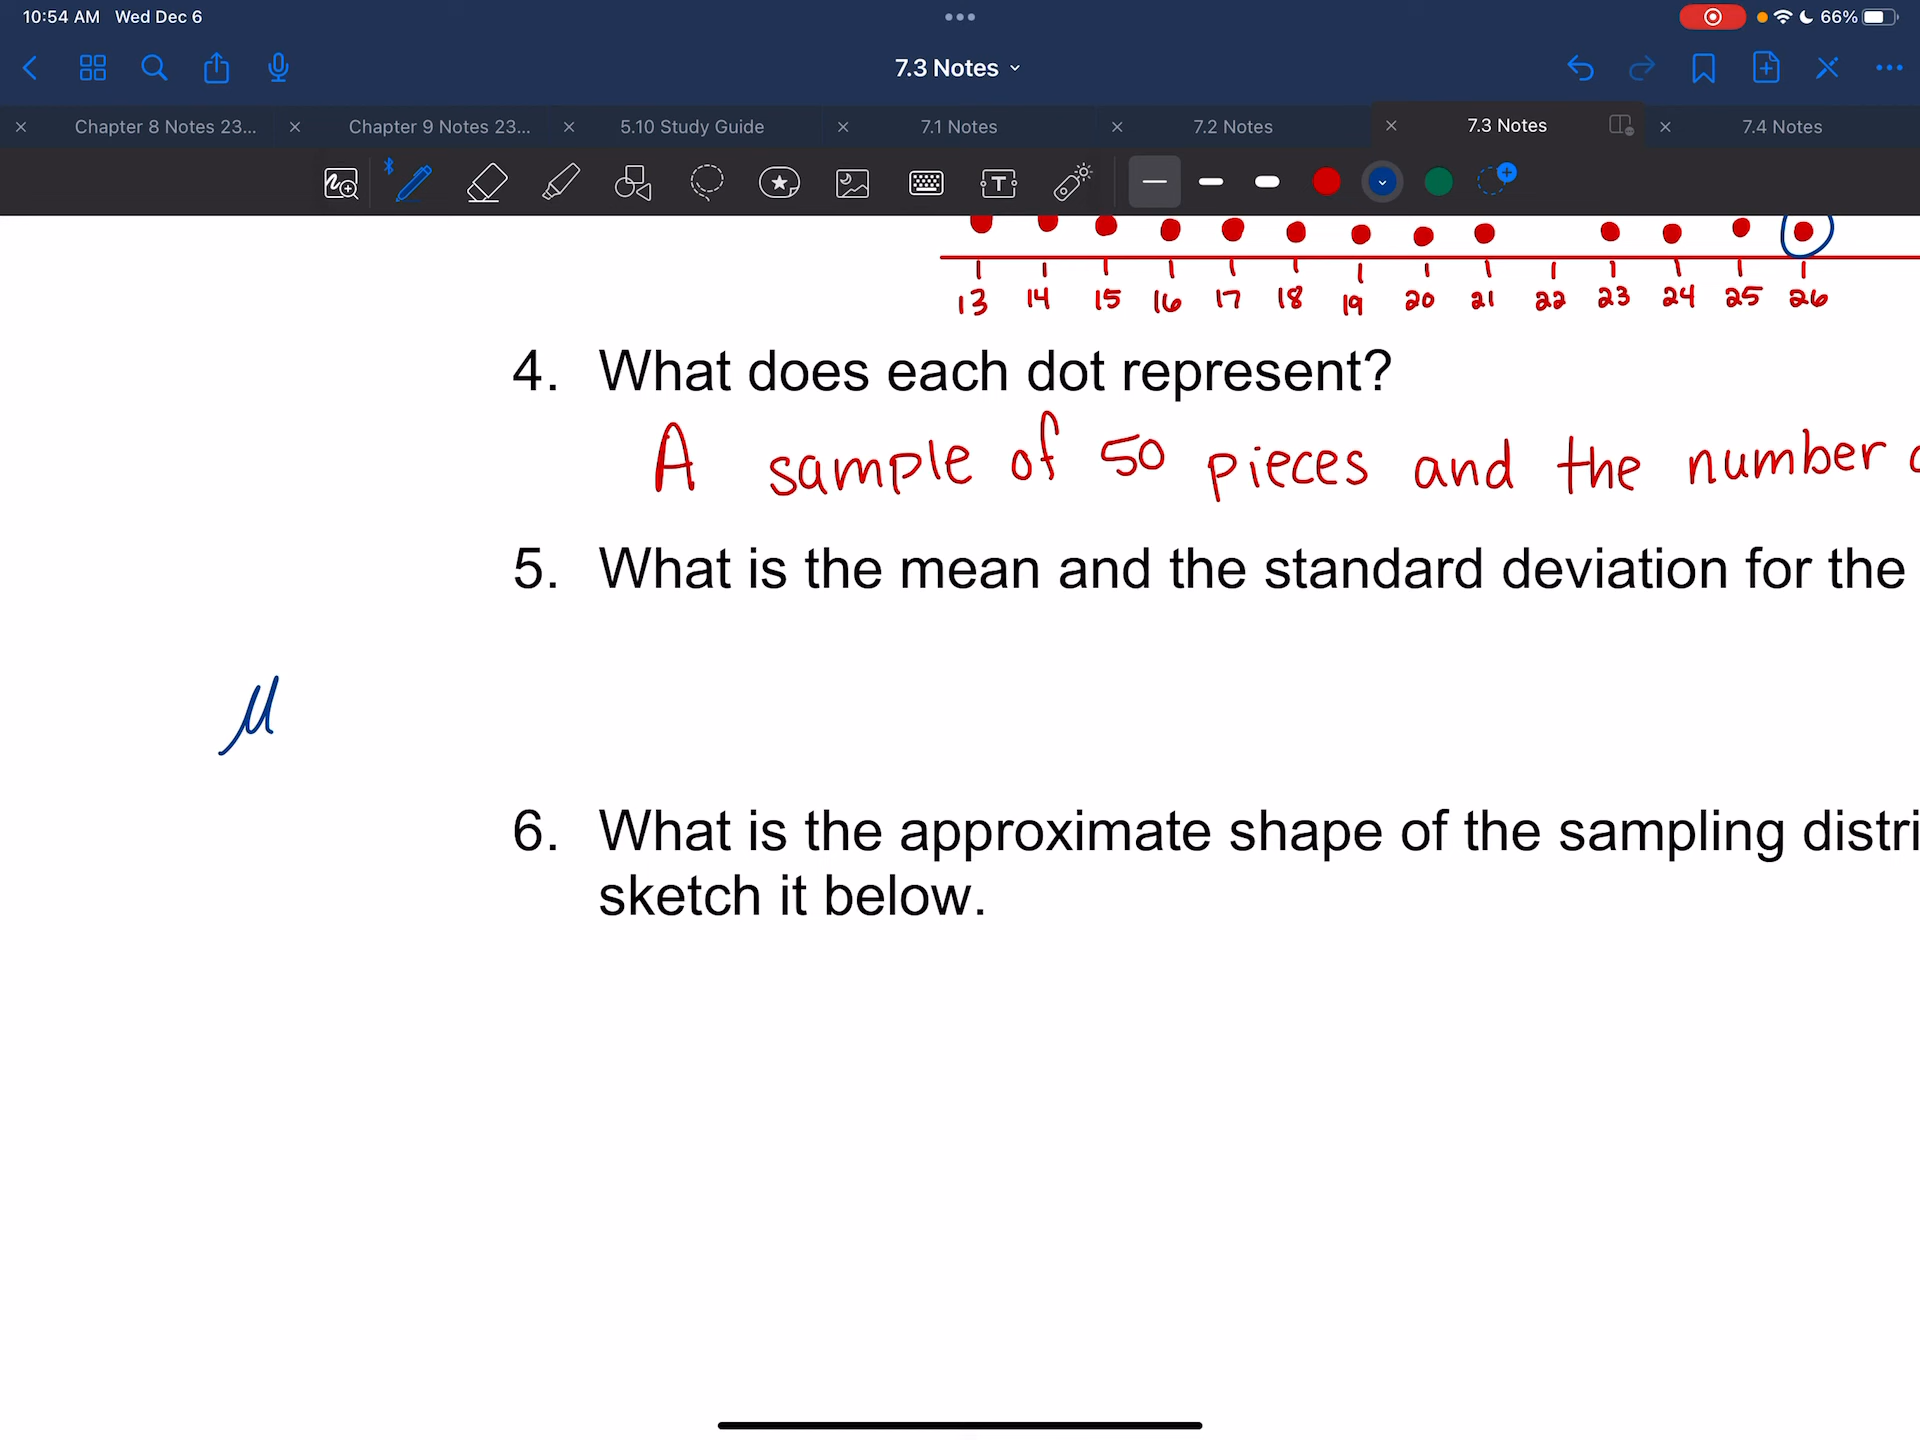 10:54 AM Wed Dec 6
66%
7.3 Notes
Chapter 8 Notes 23...
Chapter 9 Notes 23...
5.10 Study Guide
7.1 Notes
7.2 Notes
7.3 Notes
7.4 Notes
T
13 14 15 16 17 18 19 20 21 22 23 24 25 26
4. What does each dot represent?
A sample of 50 pieces and the number
5. What is the mean and the standard deviation for the
μ
6. What is the approximate shape of the sampling distri
sketch it below.